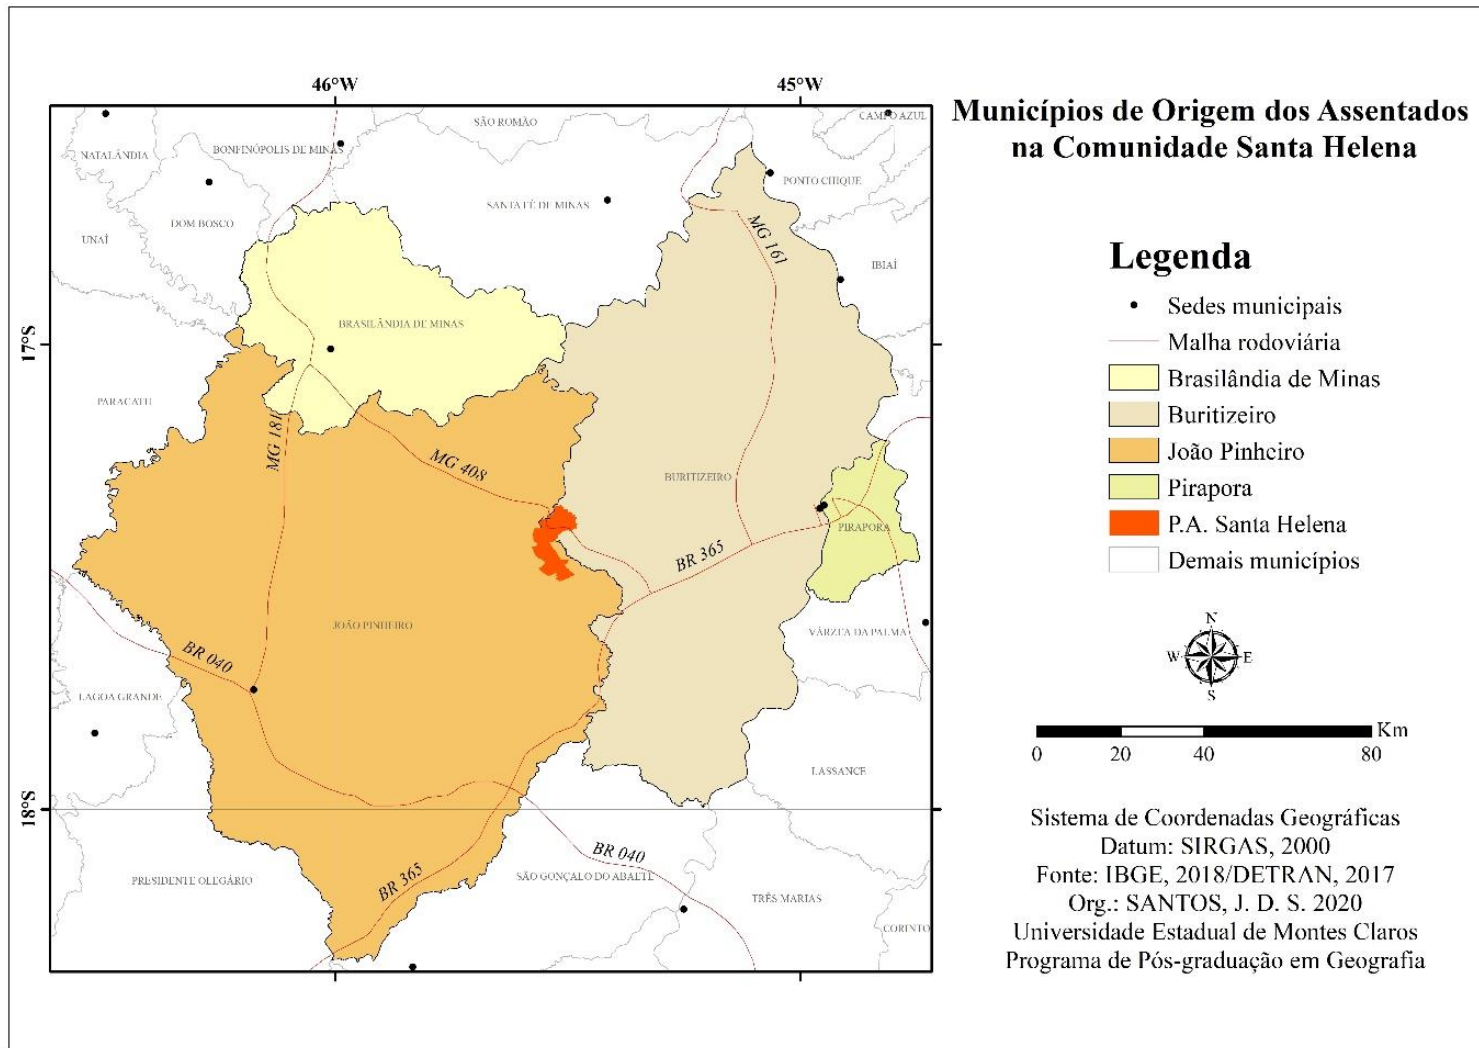 46°W
45°W
Municípios de Origem dos Assentados
na Comunidade Santa Helena
SÃO ROMÃO
CAMPO AZUL
NATALÂNDIA
BONFINÓPOLIS DE MINAS
PONTO CHIQUE
SANTA FÉ DE MINAS
DOM BOSCO
UNAÍ
MG 161
IBIAÍ
Legenda
Sedes municipais
Malha rodoviária
Brasilândia de Minas
Buritizeiro
João Pinheiro
Pirapora
P.A. Santa Helena
Demais municípios
17°S
BRASILÂNDIA DE MINAS
PARACATU
MG 181
MG 408
BURITIZEIRO
PIRAPORA
BR 365
JOÃO PINHEIRO
VÁRZEA DA PALMA
BR 040
LAGOA GRANDE
N
W
E
S
Km
0
20
40
80
LASSANCE
18°S
BR 040
BR 365
PRESIDENTE OLEGÁRIO
SÃO GONÇALO DO ABAETÉ
TRÊS MARIAS
CORINTO
Sistema de Coordenadas Geográficas
Datum: SIRGAS, 2000
Fonte: IBGE, 2018/DETRAN, 2017
Org.: SANTOS, J. D. S. 2020
Universidade Estadual de Montes Claros
Programa de Pós-graduação em Geografia